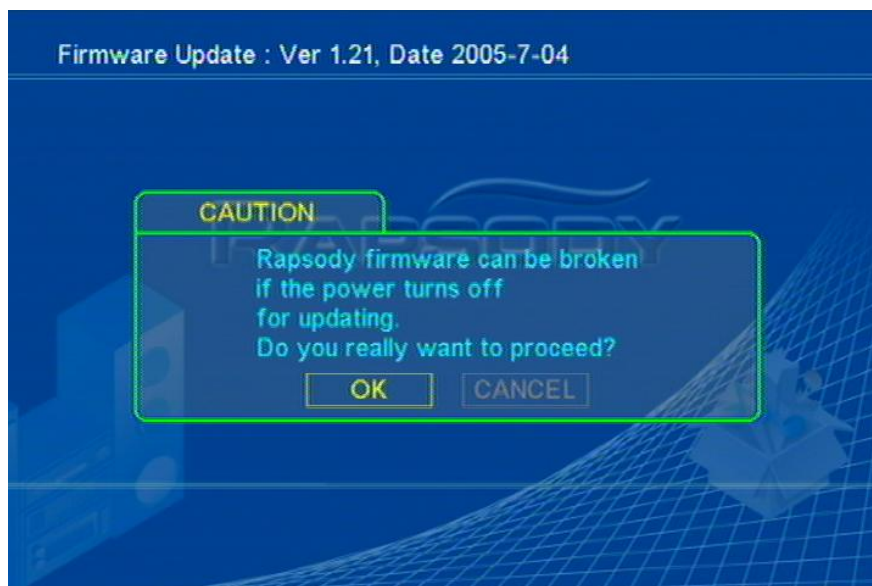 Firmware Update : Ver 1.21, Date 2005-7-04
RAPSODY
CAUTION
Rapsody firmware can be broken
if the power turns off
for updating.
Do you really want to proceed?
OK
CANCEL